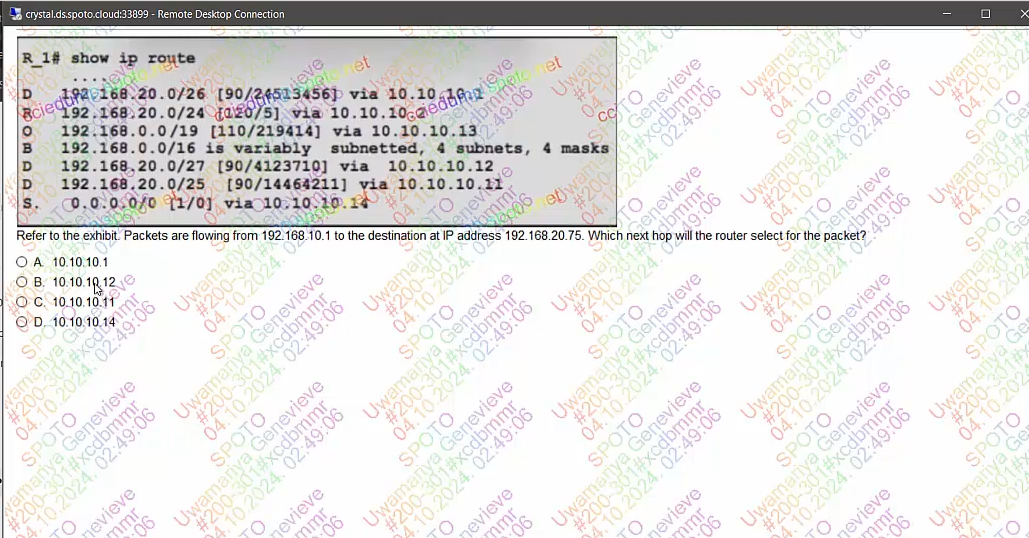 crystal.ds.spoto.cloud:33899 - Remote Desktop Connection
R_1# show ip route
....
D 192.168.20.0/26 [90/24513456] via 10.10.10.1
R 192.168.20.0/24 [120/5] via 10.10.10.2
O 192.168.0.0/19 [110/219414] via 10.10.10.13
B 192.168.0.0/16 is variably subnetted, 4 subnets, 4 masks
D 192.168.20.0/27 [90/4123710] via 10.10.10.12
D 192.168.20.0/25 [90/14464211] via 10.10.10.11
S. 0.0.0.0/0 [1/0] via 10.10.10.14
Refer to the exhibit. Packets are flowing from 192.168.10.1 to the destination at IP address 192.168.20.75. Which next hop will the router select for the packet?
A. 10.10.10.1
B. 10.10.10.12
C. 10.10.10.11
D. 10.10.10.14
SPOTO
Uwamanya Genevieve
#200-301#xcdbmmr
04.10.2024. 02:49:06